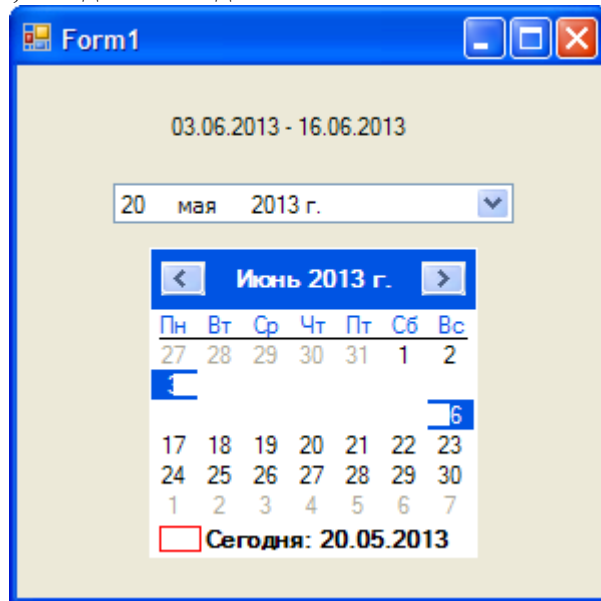 Form1
03.06.2013 - 16.06.2013
20 мая 2013 г.
Июнь 2013 г.
Пн Вт Ср Чт Пт Сб Вс
27 28 29 30 31 1 2
3
6
17 18 19 20 21 22 23
24 25 26 27 28 29 30
1 2 3 4 5 6 7
Сегодня: 20.05.2013